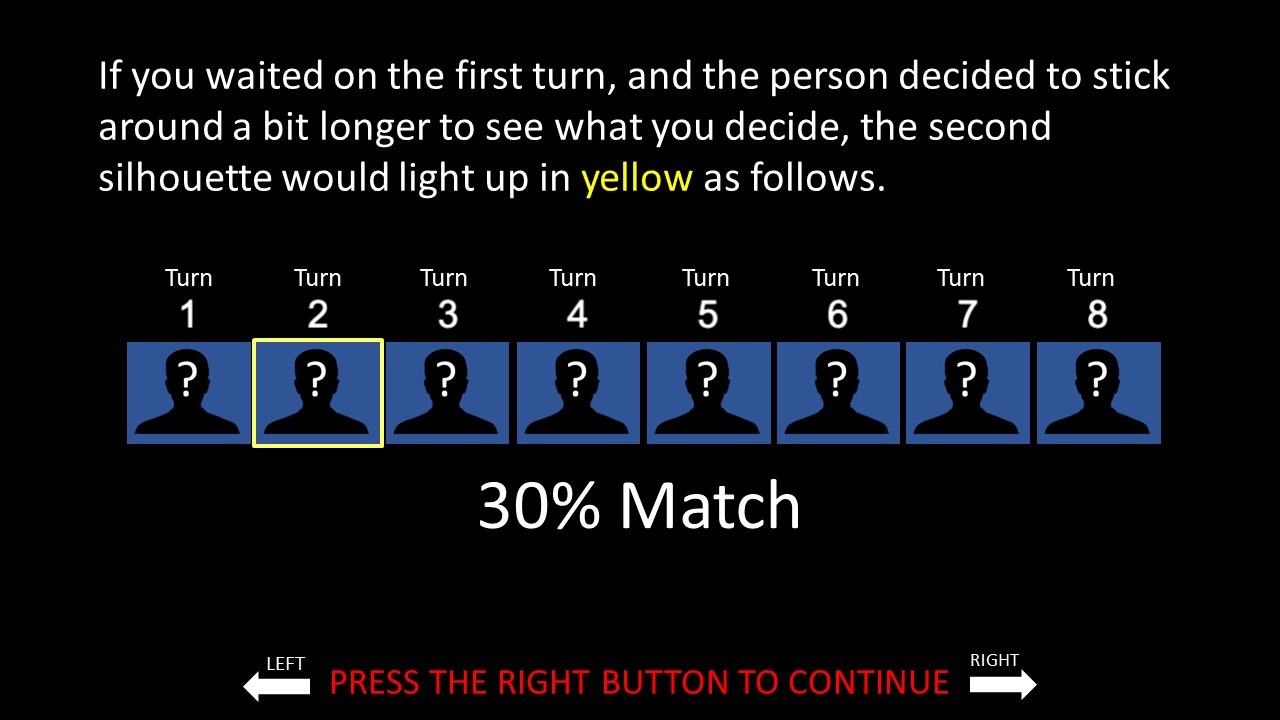 If you waited on the first turn, and the person decided to stick
around a bit longer to see what you decide, the second
silhouette would light up in yellow as follows.
Turn Turn Turn Turn Turn Turn Turn Turn
1 2 3 4 5 6 7 8
? ? ? ? ? ? ? ?
30% Match
LEFT PRESS THE RIGHT BUTTON TO CONTINUE RIGHT